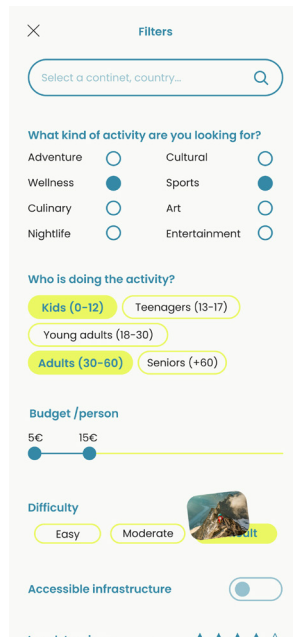 Filters
Select a continet, country...
What kind of activity are you looking for?
Adventure Cultural
Wellness Sports
Culinary Art
Nightlife Entertainment
Who is doing the activity?
Kids (0-12) Teenagers (13-17)
Young adults (18-30)
Adults (30-60) Seniors (+60)
Budget /person
5€ 15€
Difficulty
Easy Moderate
Accessible infrastructure